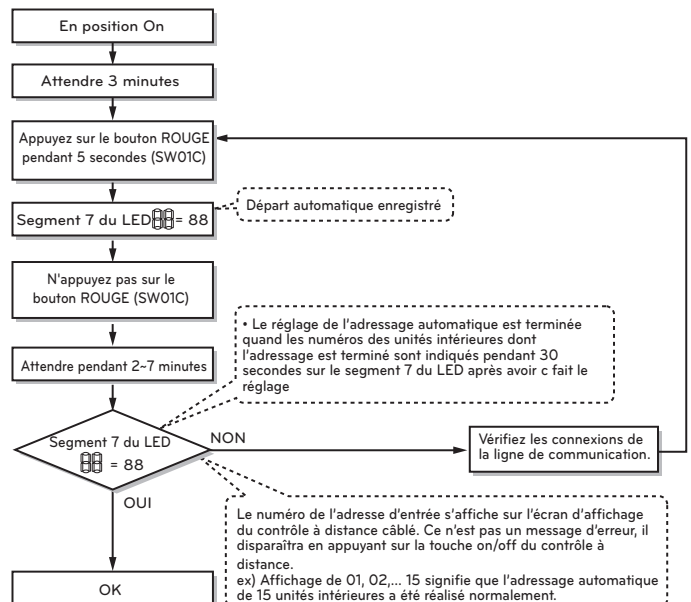 En position On
Attendre 3 minutes
Appuyez sur le bouton ROUGE
pendant 5 secondes (SW01C)
Segment 7 du LED 88 = 88
Départ automatique enregistré
N'appuyez pas sur le
bouton ROUGE (SW01C)
Attendre pendant 2~7 minutes
• Le réglage de l'adressage automatique est terminée
quand les numéros des unités intérieures dont
l'adressage est terminé sont indiqués pendant 30
secondes sur le segment 7 du LED après avoir c fait le
réglage
Segment 7 du LED
88 = 88
NON
Vérifiez les connexions de
la ligne de communication.
OUI
Le numéro de l'adresse d'entrée s'affiche sur l'écran d'affichage
du contrôle à distance câblé. Ce n'est pas un message d'erreur, il
disparaîtra en appuyant sur la touche on/off du contrôle à
distance.
ex) Affichage de 01, 02,... 15 signifie que l'adressage automatique
de 15 unités intérieures a été réalisé normalement.
OK